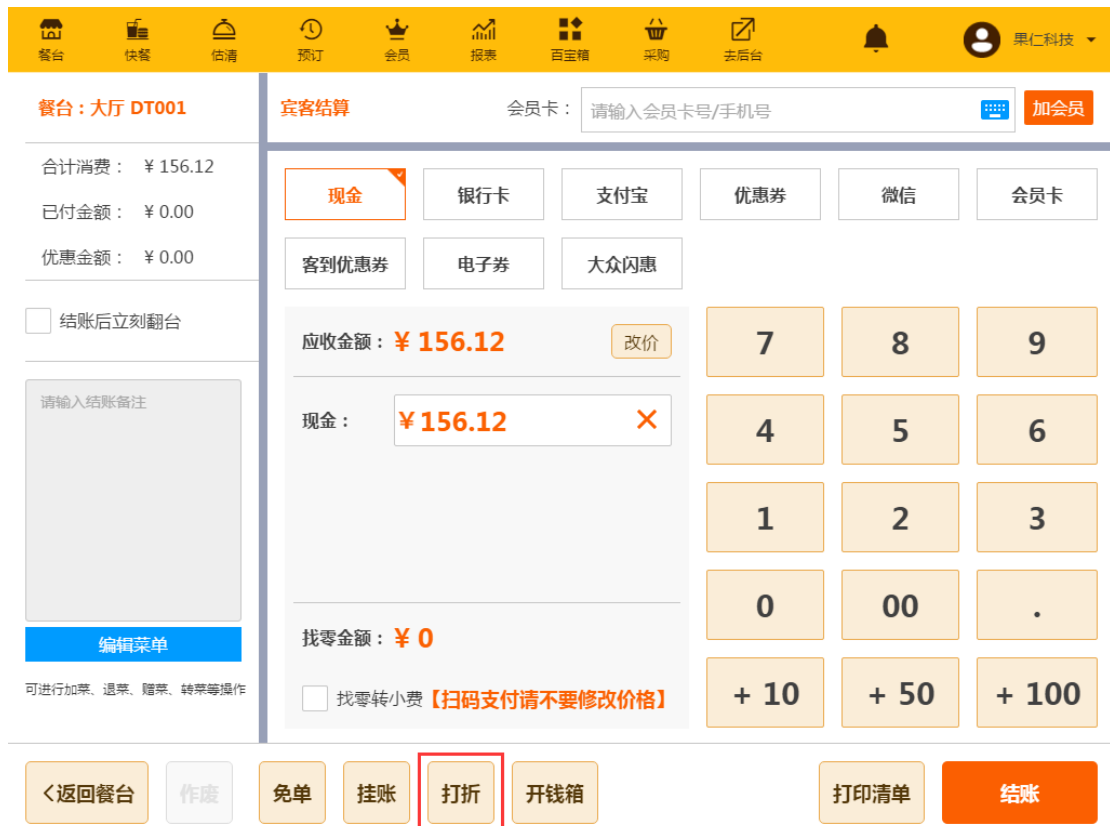 餐台 快餐 估清 预订 会员 报表 百宝箱 采购 去后台 果仁科技
餐台：大厅 DT001
合计消费： ￥156.12
已付金额： ￥0.00
优惠金额： ￥0.00
结账后立刻翻台
请输入结账备注
编辑菜单
可进行加菜、退菜、赠菜、转菜等操作
宾客结算 会员卡： 请输入会员卡号/手机号 加会员
现金 银行卡 支付宝 优惠券 微信 会员卡
客到优惠券 电子券 大众闪惠
应收金额：￥156.12 改价
现金： ￥156.12
找零金额：￥0
找零转小费【扫码支付请不要修改价格】
7 8 9
4 5 6
1 2 3
0 00 .
+ 10 + 50 + 100
<返回餐台 作废 免单 挂账 打折 开钱箱 打印清单 结账